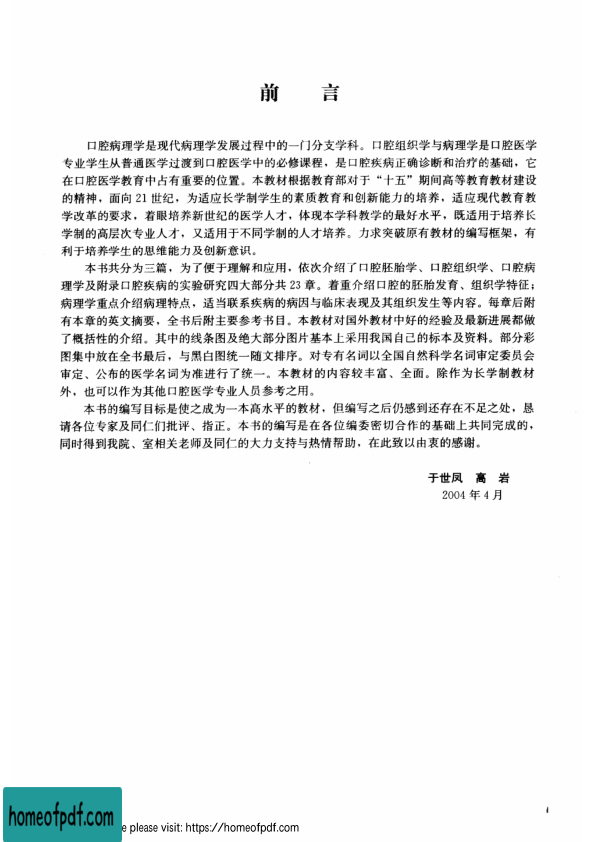 前 言
口腔病理学是现代病理学发展过程中的一门分支学科。口腔组织学与病理学是口腔医学
专业学生从普通医学过渡到口腔医学中的必修课程，是口腔疾病正确诊断和治疗的基础，它
在口腔医学教育中占有重要的位置。本教材根据教育部对于“十五”期间高等教育教材建设
的精神，面向 21 世纪，为适应长学制学生的素质教育和创新能力的培养，适应现代教育教
学改革的要求，着眼培养新世纪的医学人才，体现本学科教学的最好水平，既适用于培养长
学制的高层次专业人才，又适用于不同学制的人才培养。力求突破原有教材的编写框架，有
利于培养学生的思维能力及创新意识。
本书共分为三篇，为了便于理解和应用，依次介绍了口腔胚胎学、口腔组织学、口腔病
理学及附录口腔疾病的实验研究四大部分共 23 章。着重介绍口腔的胚胎发育、组织学特征；
病理学重点介绍病理特点，适当联系疾病的病因与临床表现及其组织发生等内容。每章后附
有本章的英文摘要，全书后附主要参考书目。本教材对国外教材中好的经验及最新进展都做
了概括性的介绍。其中的线条图及绝大部分图片基本上采用我国自己的标本及资料。部分彩
图集中放在全书最后，与黑白图统一随文排序。对专有名词以全国自然科学名词审定委员会
审定、公布的医学名词为准进行了统一。本教材的内容较丰富、全面。除作为长学制教材
外，也可以作为其他口腔医学专业人员参考之用。
本书的编写目标是使之成为一本高水平的教材，但编写之后仍感到还存在不足之处，恳
请各位专家及同仁们批评、指正。本书的编写是在各位编委密切合作的基础上共同完成的，
同时得到我院、室相关老师及同仁的大力支持与热情帮助，在此致以由衷的感谢。
于世凤 高 岩
2004 年 4 月
homeofpdf.com
e please visit: https://homeofpdf.com